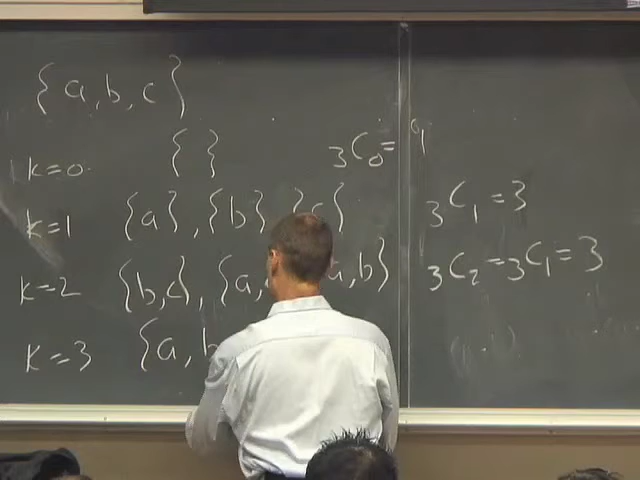 {a, b, c}
k=0 { } ₃C₀= 1
k=1 {a}, {b}, {c} ₃C₁ = 3
k=2 {b,c}, {a, a,b} ₃C₂ = ₃C₁ = 3
k=3 {a, b